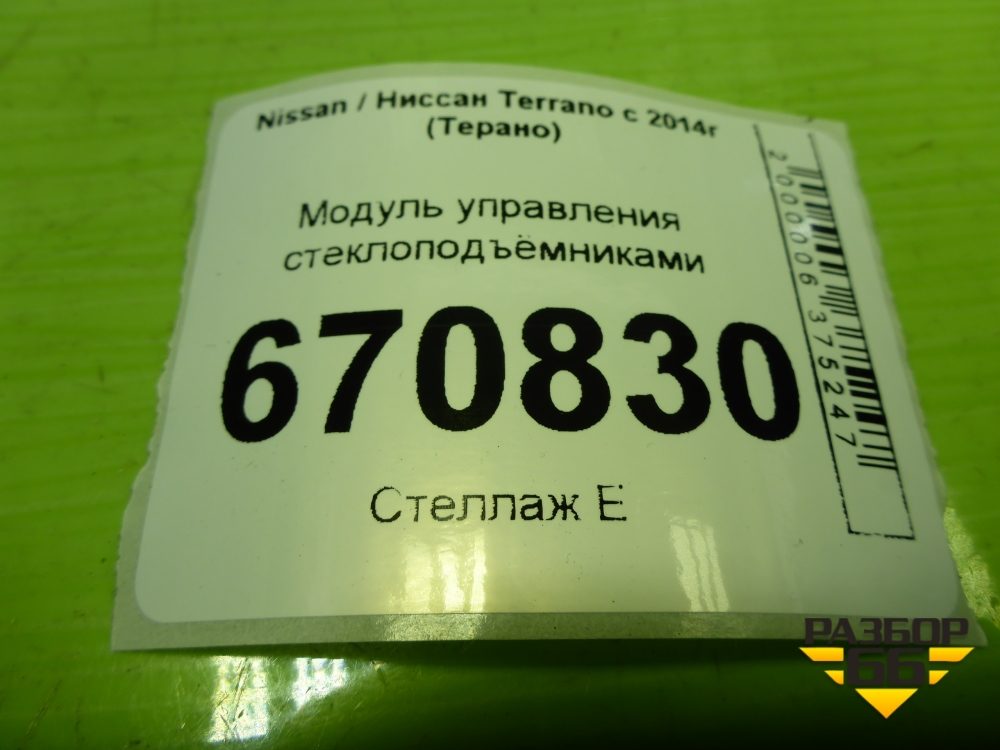 Nissan / Ниссан Terrano с 2014г
(Терано)
Модуль управления
стеклоподъёмниками
670830
Стеллаж Е
2000006375247
РАЗБОР
66